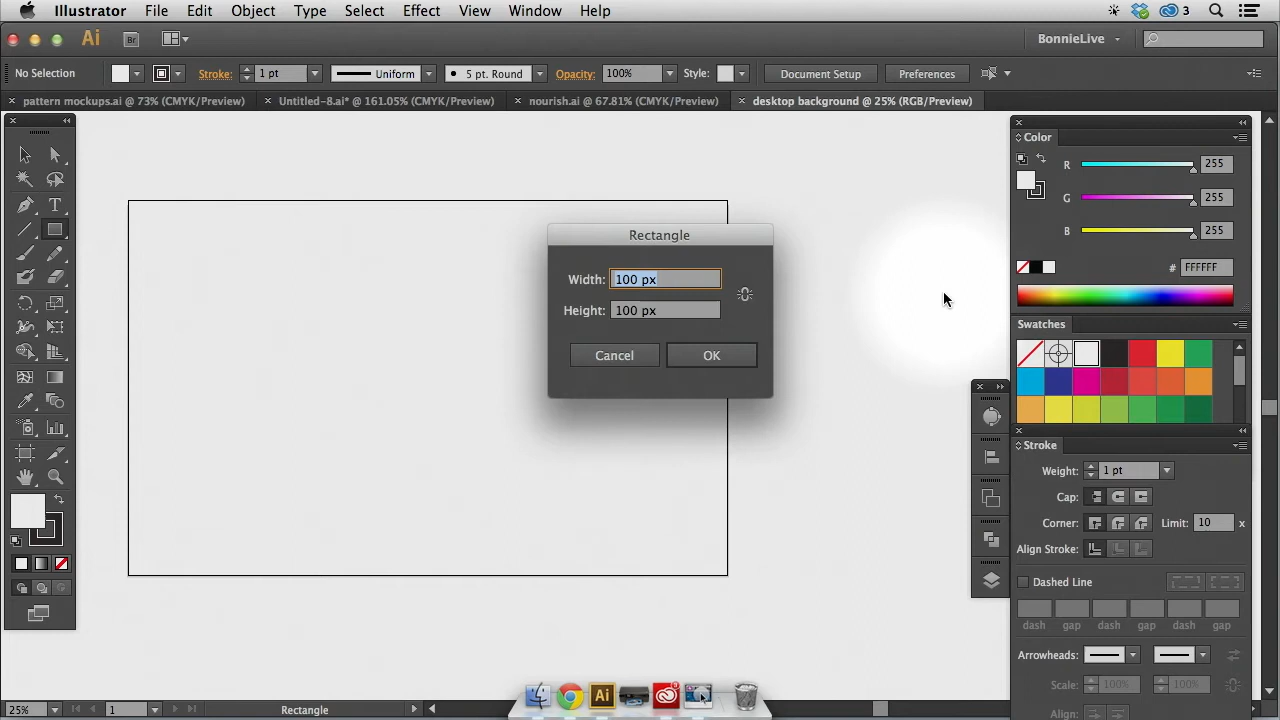 Illustrator File Edit Object Type Select Effect View Window Help 3
Ai Br BonnieLive
No Selection Stroke: 1 pt Uniform 5 pt. Round Opacity: 100% Style: Document Setup Preferences
pattern mockups.ai @ 73% (CMYK/Preview) Untitled-8.ai* @ 161.05% (CMYK/Preview) nourish.ai @ 67.81% (CMYK/Preview) desktop background @ 25% (RGB/Preview)
Color
R 255
G 255
B 255
# FFFFFF
Rectangle
Width: 100 px
Height: 100 px
Cancel OK
T
Swatches
Stroke
Weight: 1 pt
Cap:
Corner: Limit: 10 x
Align Stroke:
Dashed Line
dash gap dash gap dash gap
Arrowheads:
Scale: 100% 100%
Align:
Ai
25% 1 Rectangle